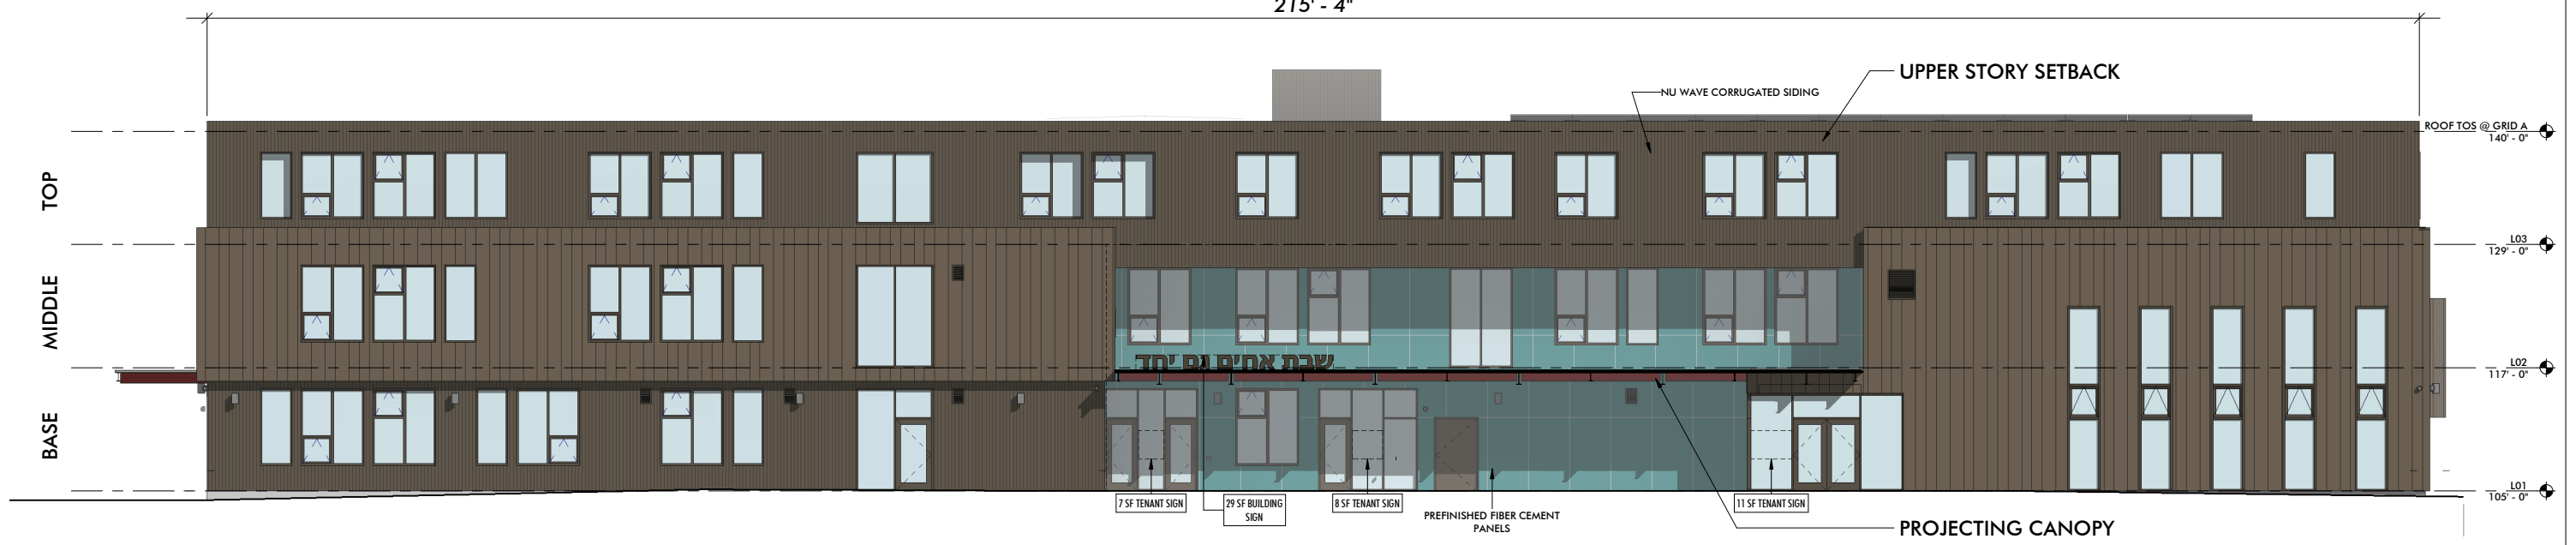 215' - 4"
UPPER STORY SETBACK
NU WAVE CORRUGATED SIDING
ROOF TOS @ GRID A
140' - 0"
TOP
L03
129' - 0"
MIDDLE
שבת אחים גם יחד
L02
117' - 0"
BASE
L01
105' - 0"
7 SF TENANT SIGN
29 SF BUILDING
SIGN
8 SF TENANT SIGN
PREFINISHED FIBER CEMENT
PANELS
11 SF TENANT SIGN
PROJECTING CANOPY